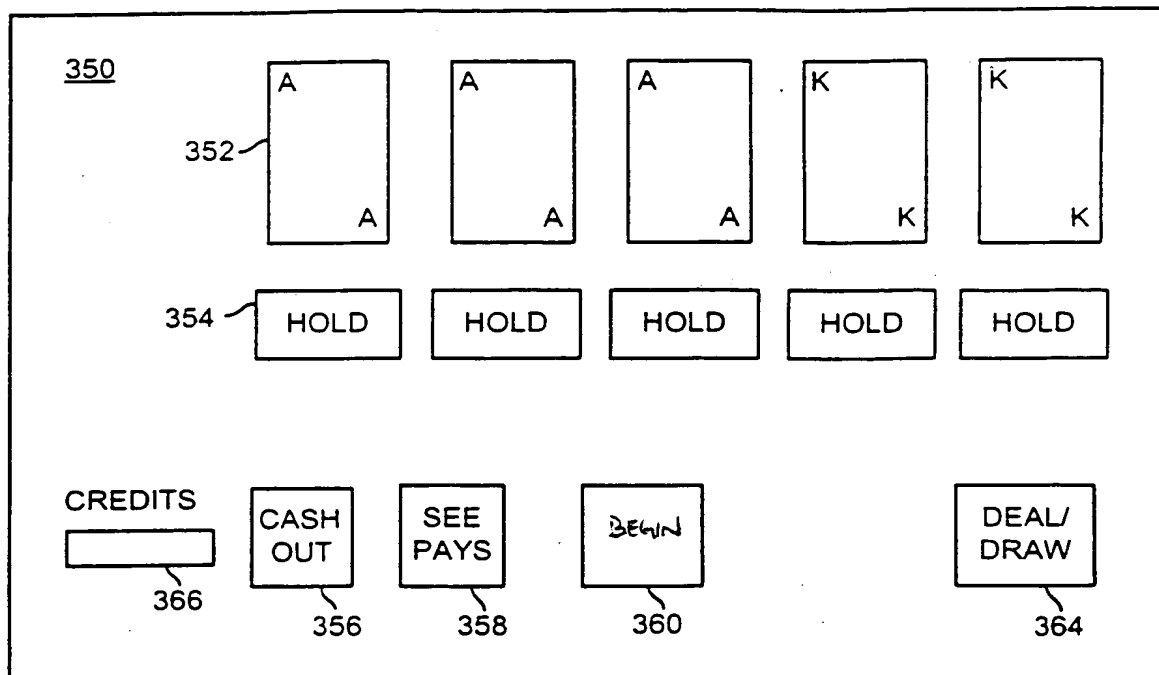 350
A A A K K
352
A A A K K
354 HOLD HOLD HOLD HOLD HOLD
CREDITS
CASH OUT
SEE PAYS
BEGIN
DEAL/
DRAW
366
356
358
360
364